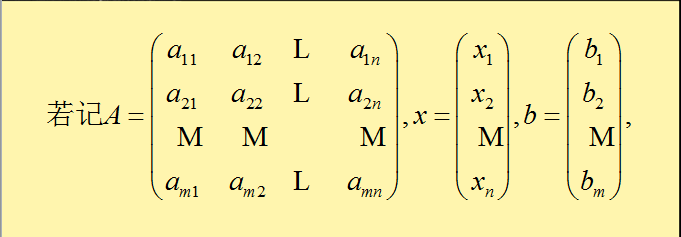 a₁₁ a₁₂ L a₁ₙ x₁ b₁
a₂₁ a₂₂ L a₂ₙ x₂ b₂
若记A = , x = , b = ,
M M M M M
aₘ₁ aₘ₂ L aₘₙ xₙ bₘ